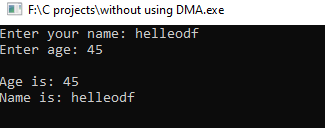 F:\C projects\without using DMA.exe
Enter your name: helleodf
Enter age: 45
Age is: 45
Name is: helleodf